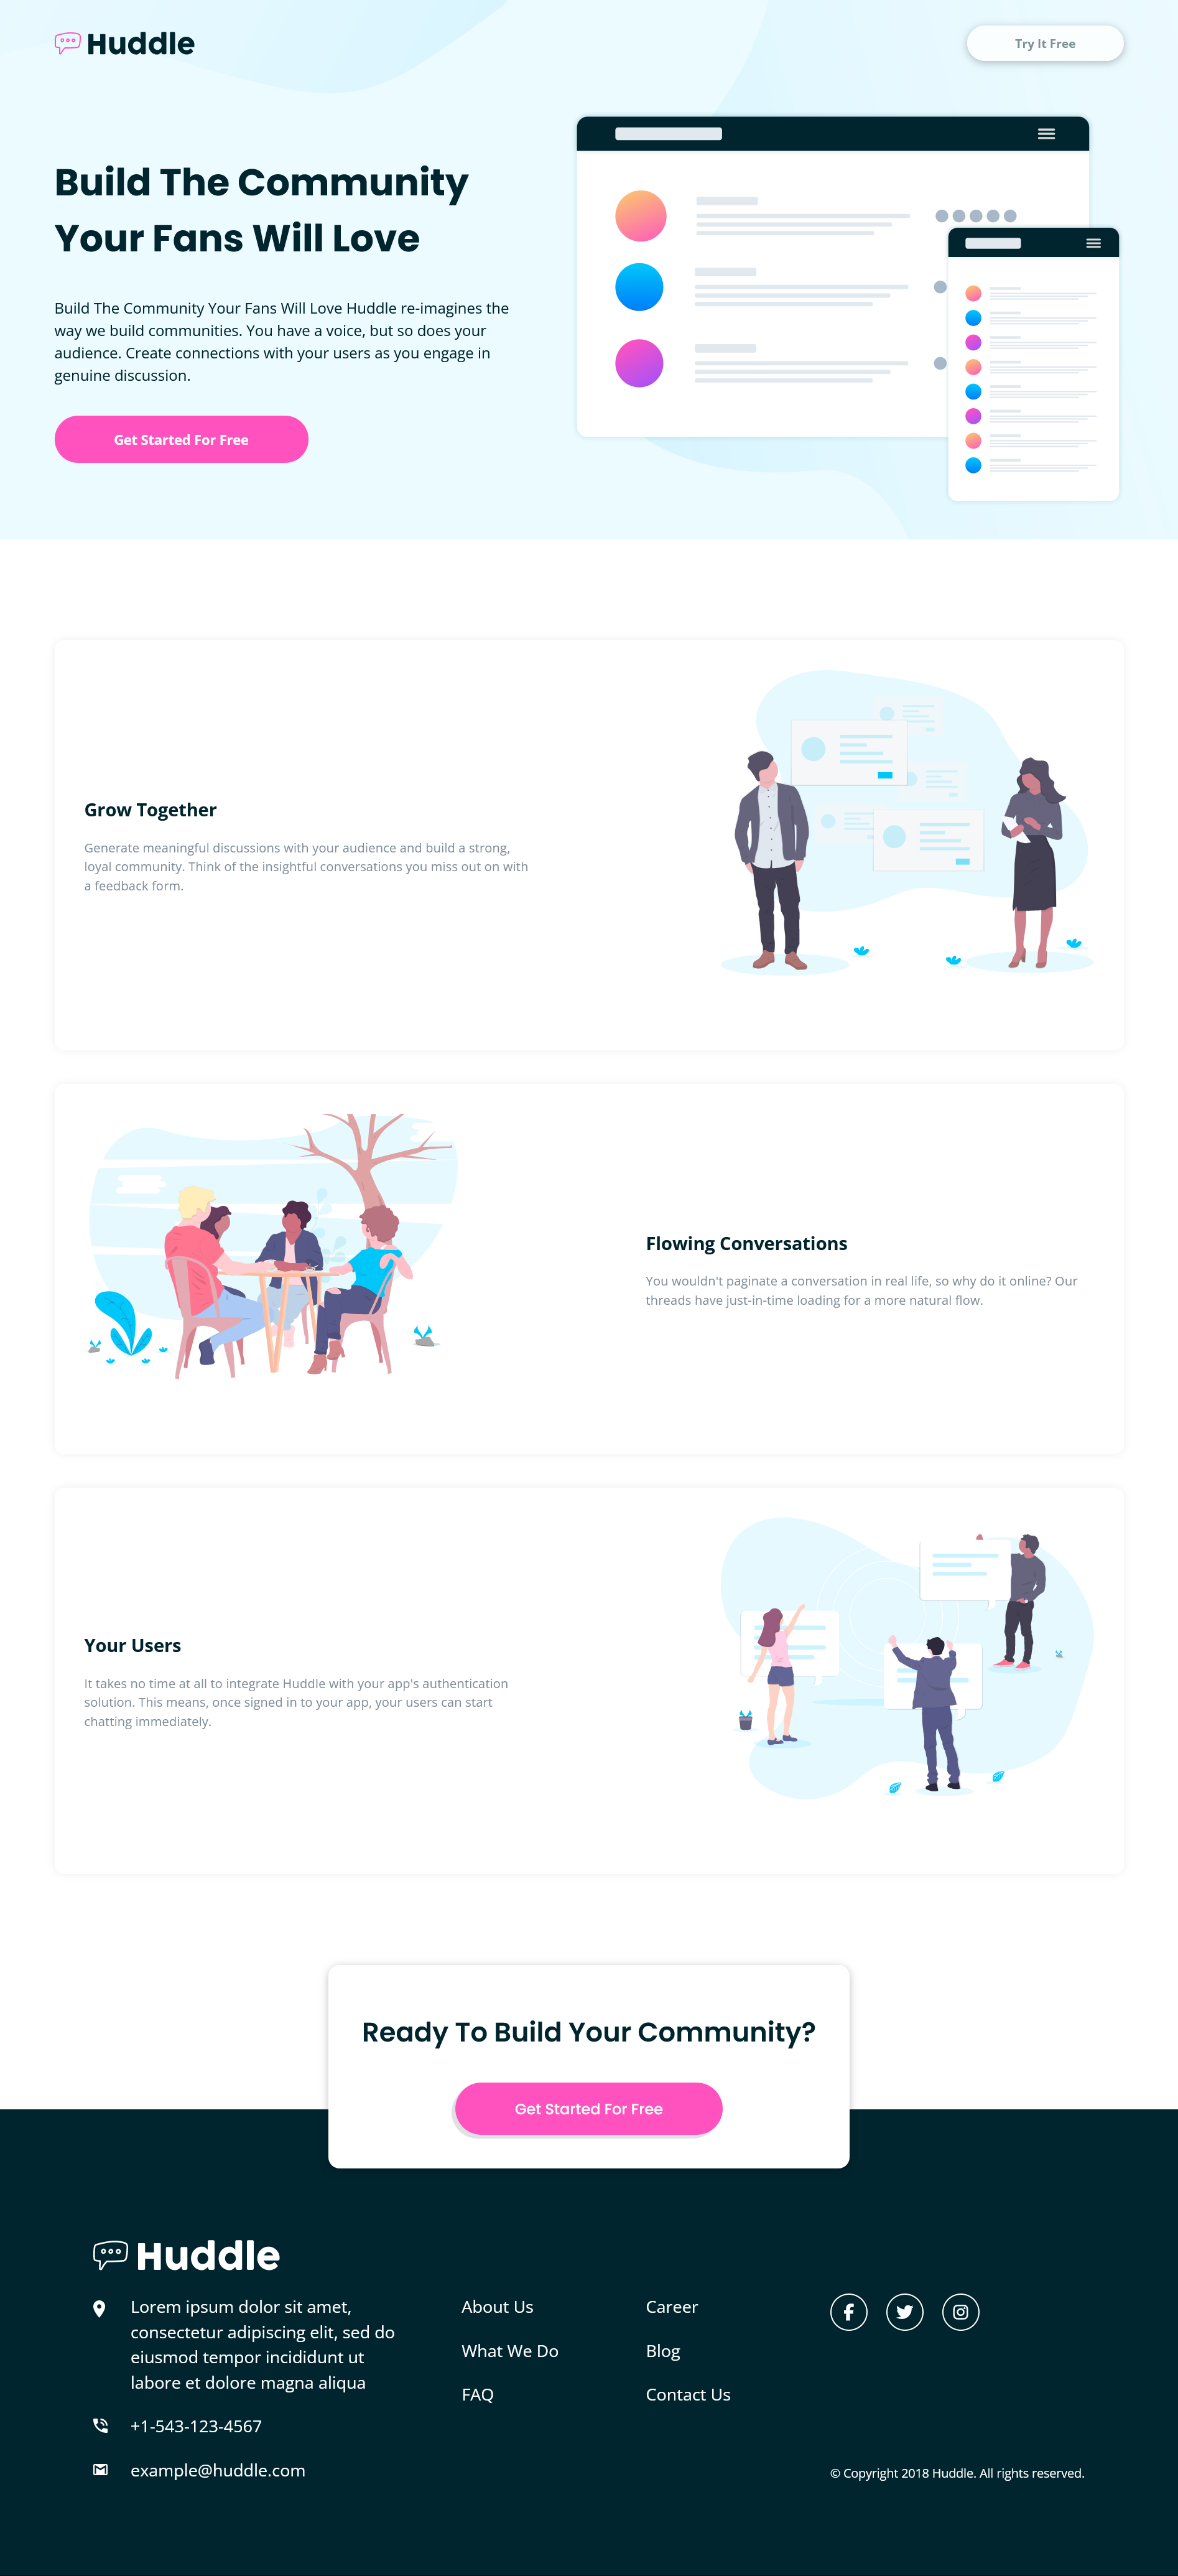 Huddle
Try It Free
Build The Community
Your Fans Will Love
Build The Community Your Fans Will Love Huddle re-imagines the
way we build communities. You have a voice, but so does your
audience. Create connections with your users as you engage in
genuine discussion.
Get Started For Free
Grow Together
Generate meaningful discussions with your audience and build a strong,
loyal community. Think of the insightful conversations you miss out on with
a feedback form.
Flowing Conversations
You wouldn't paginate a conversation in real life, so why do it online? Our
threads have just-in-time loading for a more natural flow.
Your Users
It takes no time at all to integrate Huddle with your app's authentication
solution. This means, once signed in to your app, your users can start
chatting immediately.
Ready To Build Your Community?
Get Started For Free
Huddle
Lorem ipsum dolor sit amet,
consectetur adipiscing elit, sed do
eiusmod tempor incididunt ut
labore et dolore magna aliqua
+1-543-123-4567
example@huddle.com
About Us
What We Do
FAQ
Career
Blog
Contact Us
© Copyright 2018 Huddle. All rights reserved.